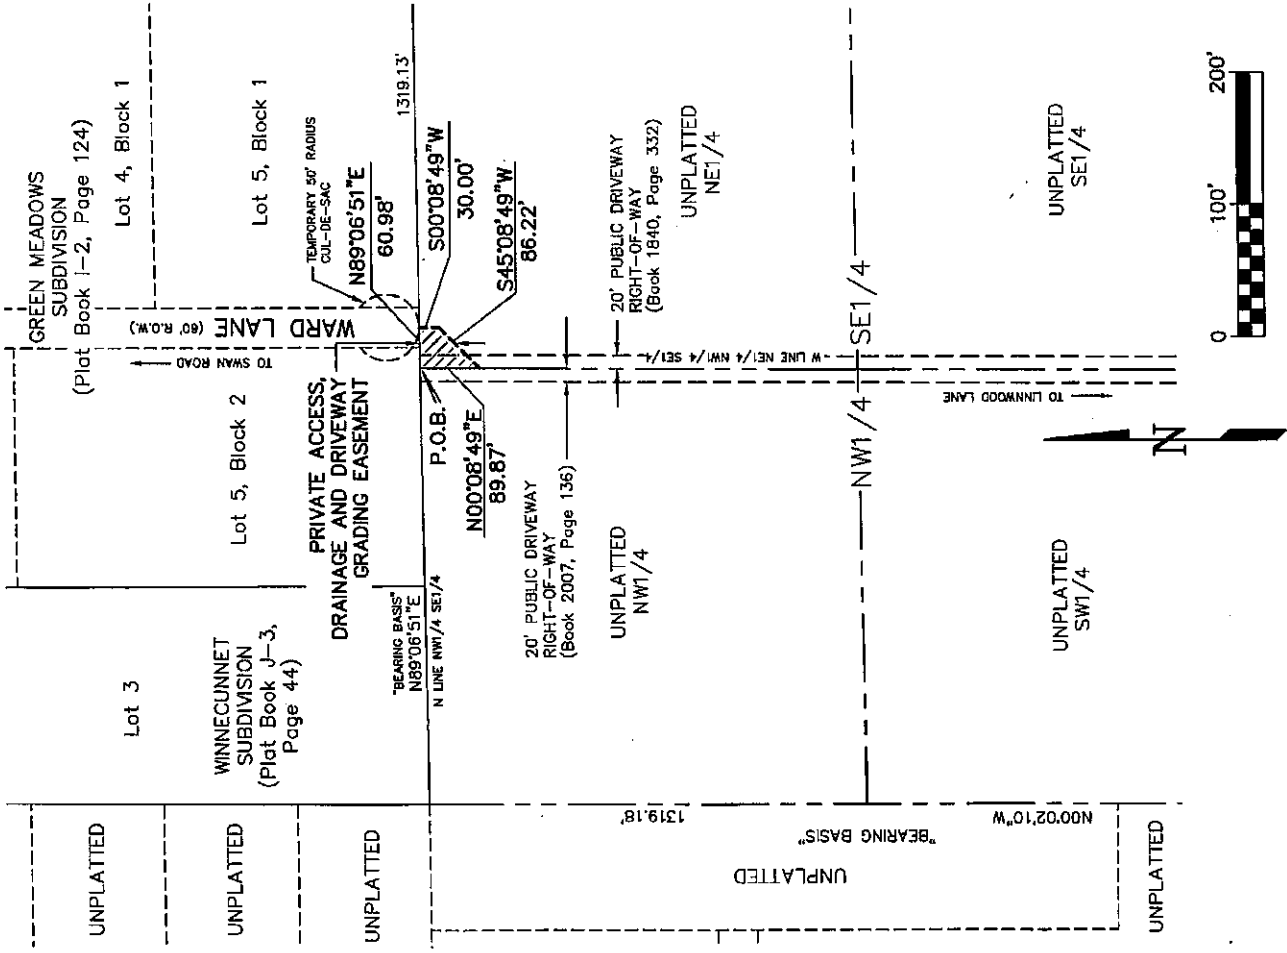 GREEN MEADOWS
SUBDIVISION
(Plat Book I-2, Page 124)
Lot 4, Block 1
Lot 5, Block 1
WARD LANE (60' R.O.W.)
TO SWAN ROAD
TEMPORARY 50' RADIUS
CUL-DE-SAC
Lot 5, Block 2
PRIVATE ACCESS,
DRAINAGE AND DRIVEWAY
GRADING EASEMENT
Lot 3
WINNECUNNET
SUBDIVISION
(Plat Book J-3,
Page 44)
UNPLATTED
UNPLATTED
UNPLATTED
1319.13'
N89°06'51"E
60.98'
S00°08'49"W
30.00'
S45°08'49"W
86.22'
P.O.B.
N00°08'49"E
89.87'
"BEARING BASIS"
N89°06'51"E
N LINE NW1/4 SE1/4
20' PUBLIC DRIVEWAY
RIGHT-OF-WAY
(Book 1840, Page 332)
UNPLATTED
NE1/4
20' PUBLIC DRIVEWAY
RIGHT-OF-WAY
(Book 2007, Page 136)
UNPLATTED
NW1/4
W LINE NE1/4 NW1/4 SE1/4
NW1/4
SE1/4
TO LINNWOOD LANE
UNPLATTED
SE1/4
UNPLATTED
SW1/4
1319.18'
"BEARING BASIS"
N00°02'10"W
UNPLATTED
UNPLATTED
N
0
100'
200'